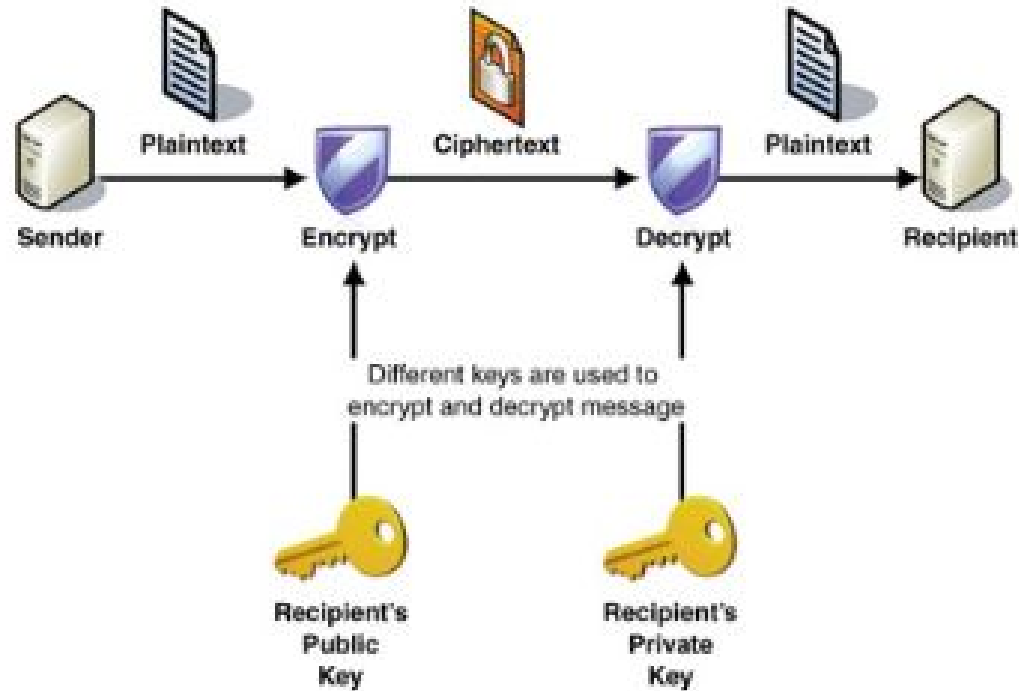 Plaintext
Ciphertext
Plaintext
Sender
Encrypt
Decrypt
Recipient
Different keys are used to
encrypt and decrypt message
Recipient's
Public
Key
Recipient's
Private
Key